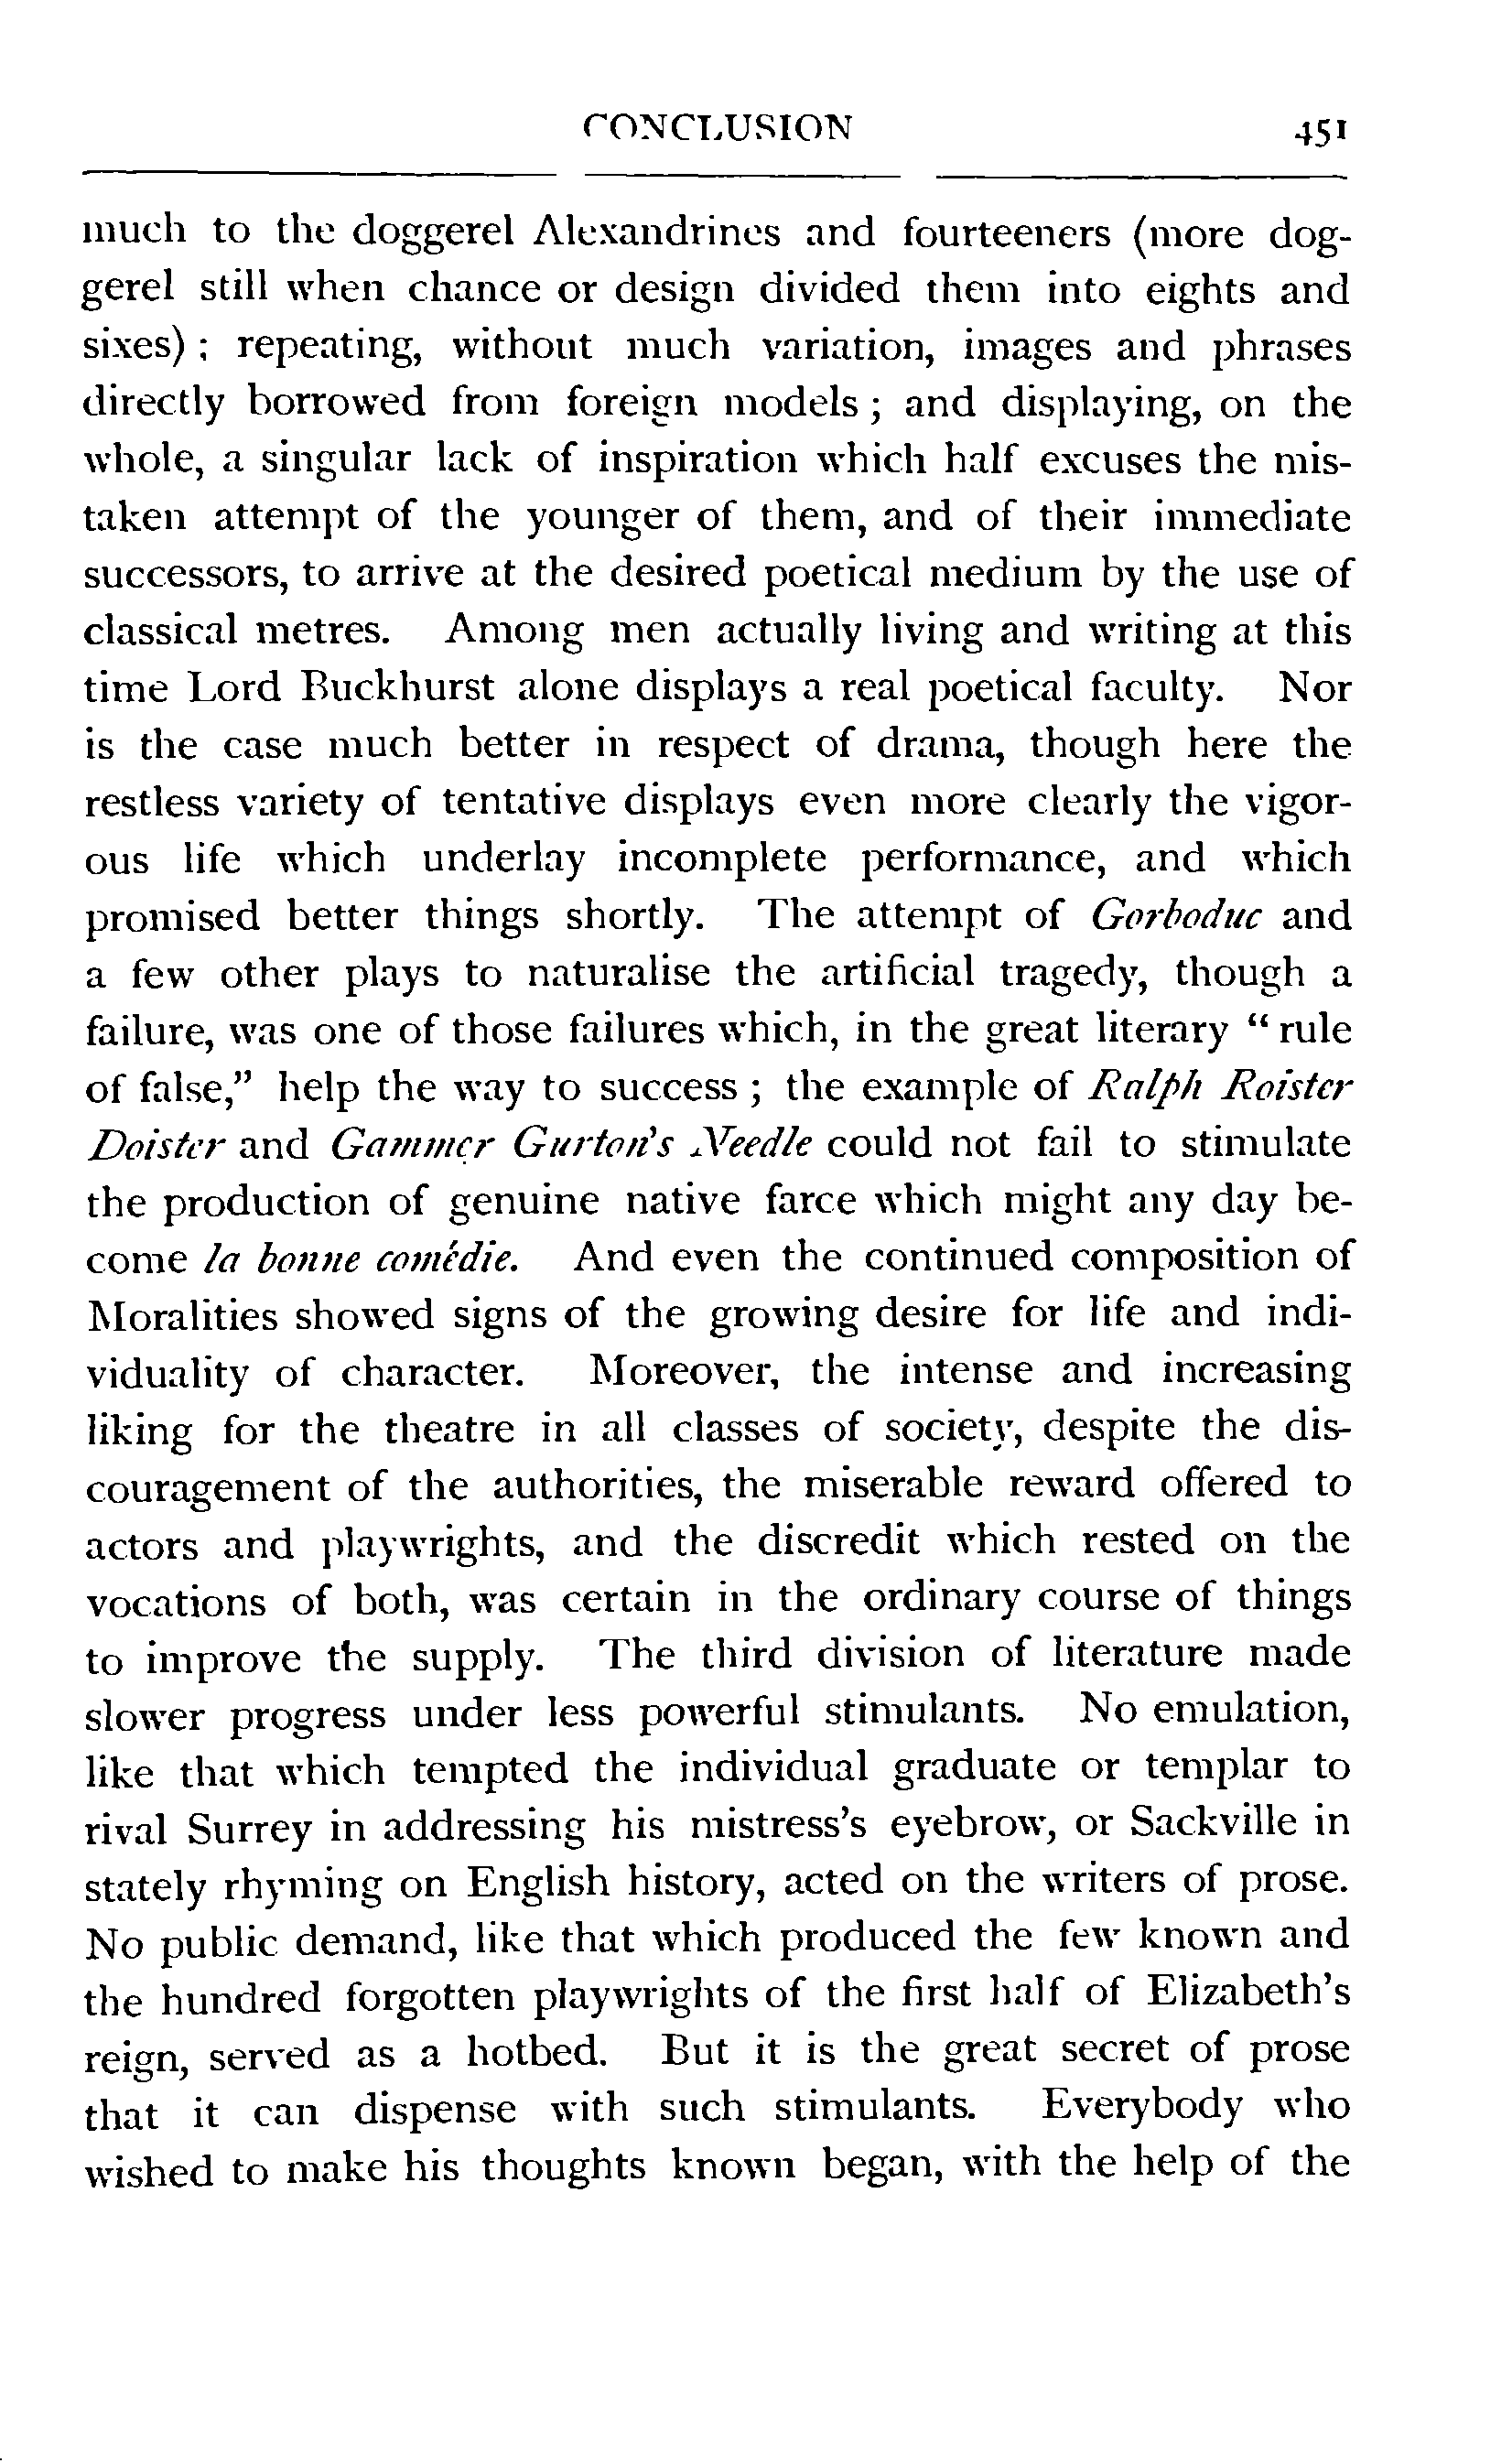 CONCLUSION 451
much to the doggerel Alexandrines and fourteeners (more dog-
gerel still when chance or design divided them into eights and
sixes) ; repeating, without much variation, images and phrases
directly borrowed from foreign models ; and displaying, on the
whole, a singular lack of inspiration which half excuses the mis-
taken attempt of the younger of them, and of their immediate
successors, to arrive at the desired poetical medium by the use of
classical metres. Among men actually living and writing at this
time Lord Buckhurst alone displays a real poetical faculty. Nor
is the case much better in respect of drama, though here the
restless variety of tentative displays even more clearly the vigor-
ous life which underlay incomplete performance, and which
promised better things shortly. The attempt of Gorboduc and
a few other plays to naturalise the artificial tragedy, though a
failure, was one of those failures which, in the great literary “ rule
of false,” help the way to success ; the example of Ralph Roister
Doister and Gammer Gurton's Needle could not fail to stimulate
the production of genuine native farce which might any day be-
come la bonne comédie. And even the continued composition of
Moralities showed signs of the growing desire for life and indi-
viduality of character. Moreover, the intense and increasing
liking for the theatre in all classes of society, despite the dis-
couragement of the authorities, the miserable reward offered to
actors and playwrights, and the discredit which rested on the
vocations of both, was certain in the ordinary course of things
to improve the supply. The third division of literature made
slower progress under less powerful stimulants. No emulation,
like that which tempted the individual graduate or templar to
rival Surrey in addressing his mistress's eyebrow, or Sackville in
stately rhyming on English history, acted on the writers of prose.
No public demand, like that which produced the few known and
the hundred forgotten playwrights of the first half of Elizabeth's
reign, served as a hotbed. But it is the great secret of prose
that it can dispense with such stimulants. Everybody who
wished to make his thoughts known began, with the help of the